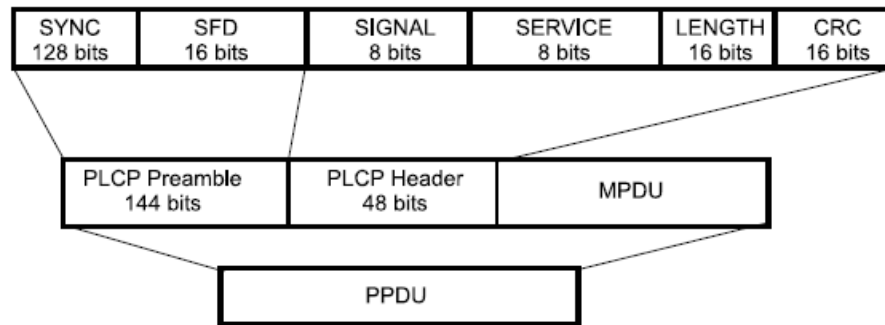 SYNC SFD SIGNAL SERVICE LENGTH CRC
128 bits 16 bits 8 bits 8 bits 16 bits 16 bits
PLCP Preamble PLCP Header MPDU
144 bits 48 bits
PPDU